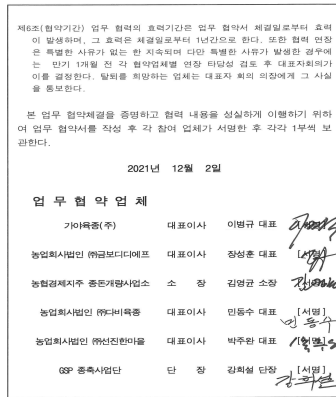 제6조(협약기간) 업무 협력의 효력기간은 업무 협약서 체결일로부터 효력
이 발생하며, 그 효력은 체결일로부터 1년간으로 한다. 또한 협력 연장
은 특별한 사유가 없는 한 지속되며 다만 특별한 사유가 발생한 경우에
는 만기 1개월 전 각 협약업체별 연장 타당성 검토 후 대표자회의가
이를 결정한다. 탈퇴를 희망하는 업체는 대표자 회의 의장에게 그 사실
을 통보한다.
본 업무 협약체결을 증명하고 협력 내용을 성실하게 이행하기 위하
여 업무 협약서를 작성 후 각 참여 업체가 서명한 후 각각 1부씩 보
관한다.
2021년 12월 2일
업 무 협 약 업 체
가야육종(주) 대표이사 이병규 대표
농업회사법인 ㈜금보디디에프 대표이사 장성훈 대표 [서명]
농협경제지주 종돈개량사업소 소 장 김영균 소장 [서명]
농업회사법인 ㈜다비육종 대표이사 민동수 대표 [서명]
민동수
농업회사법인 ㈜선진한마을 대표이사 박주완 대표 [서명]
GSP 종축사업단 단 장 강희설 단장 [서명]
강희설